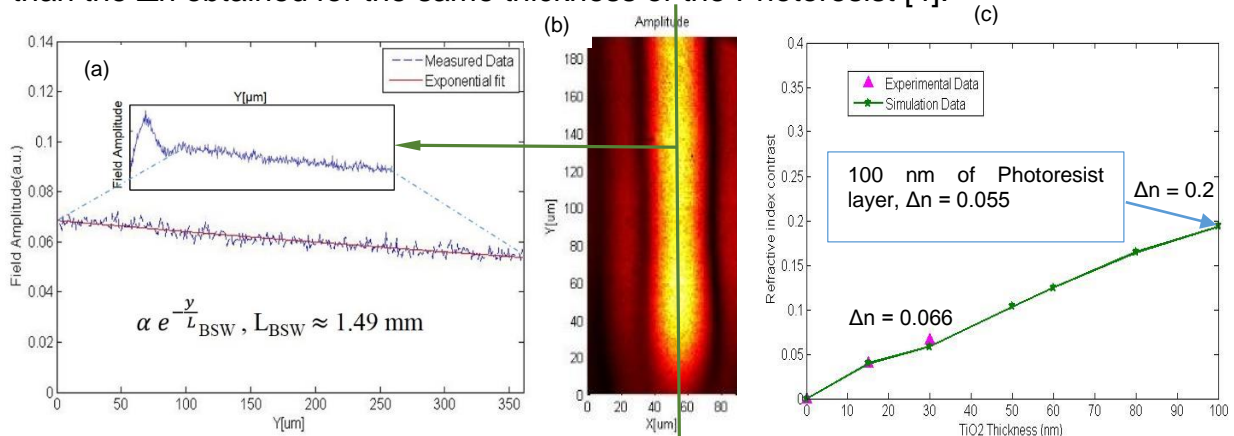 than the Δn obtained for the same thickness of the Photoresist [4].
(a)
Measured Data
Exponential fit
Y[μm]
Field Amplitude
0.14
0.12
0.1
0.08
0.06
0.04
0.02
0
Field Amplitude(a.u.)
α e^{-y/L}_{BSW} , L_{BSW} ≈ 1.49 mm
0 50 100 150 200 250 300 350
Y[um]
(b)
Amplitude
180
160
140
120
100
80
60
40
20
0
Y[um]
0 20 40 60 80
X[um]
(c)
Experimental Data
Simulation Data
0.4
0.35
0.3
0.25
0.2
0.15
0.1
0.05
0
Refractive index contrast
100 nm of Photoresist
layer, Δn = 0.055
Δn = 0.2
Δn = 0.066
0 10 20 30 40 50 60 70 80 90 100
TiO2 Thickness (nm)